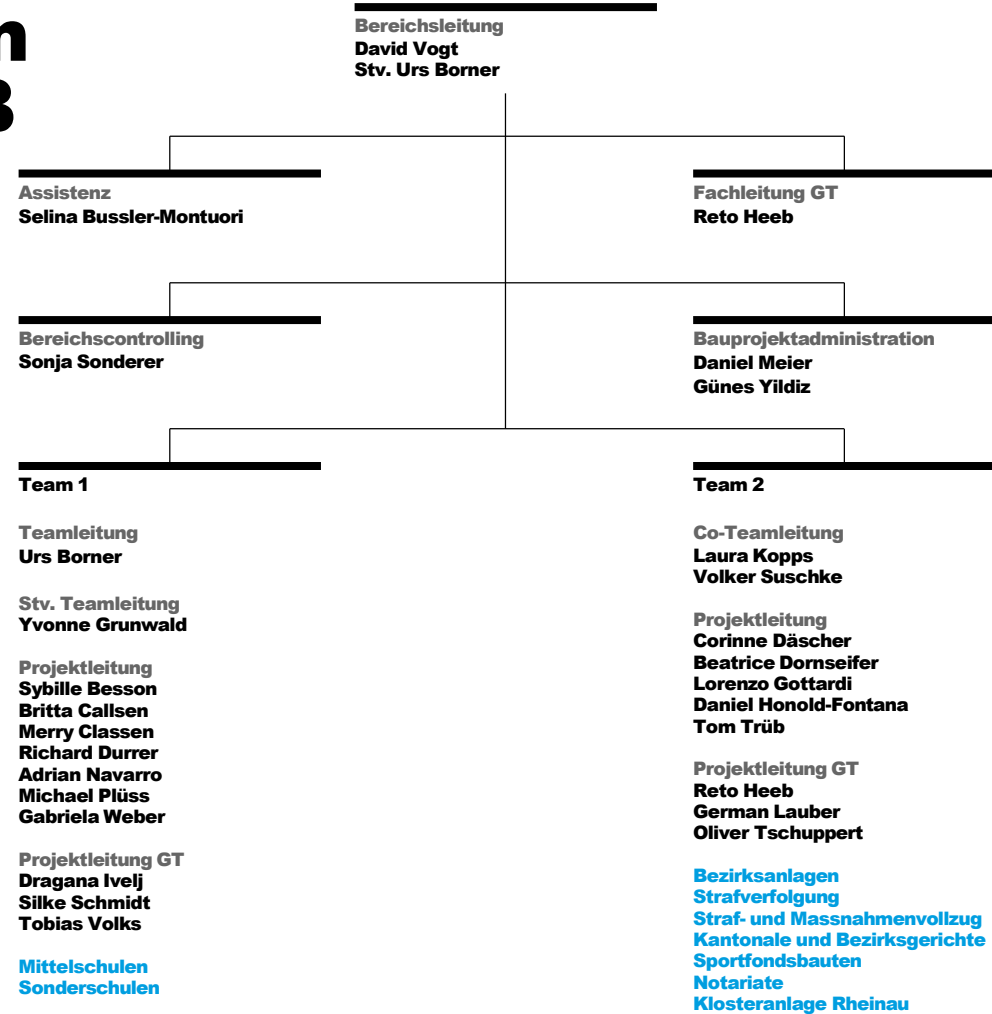 Bereichsleitung
David Vogt
Stv. Urs Borner
Assistenz
Selina Bussler-Montuori
Fachleitung GT
Reto Heeb
Bereichscontrolling
Sonja Sonderer
Bauprojektadministration
Daniel Meier
Günes Yildiz
Team 1
Teamleitung
Urs Borner
Stv. Teamleitung
Yvonne Grunwald
Projektleitung
Sybille Besson
Britta Callsen
Merry Classen
Richard Durrer
Adrian Navarro
Michael Plüss
Gabriela Weber
Projektleitung GT
Dragana Ivelj
Silke Schmidt
Tobias Volks
Mittelschulen
Sonderschulen
Team 2
Co-Teamleitung
Laura Kopps
Volker Suschke
Projektleitung
Corinne Däscher
Beatrice Dornseifer
Lorenzo Gottardi
Daniel Honold-Fontana
Tom Trüb
Projektleitung GT
Reto Heeb
German Lauber
Oliver Tschuppert
Bezirksanlagen
Strafverfolgung
Straf- und Massnahmenvollzug
Kantonale und Bezirksgerichte
Sportfondsbauten
Notariate
Klosteranlage Rheinau